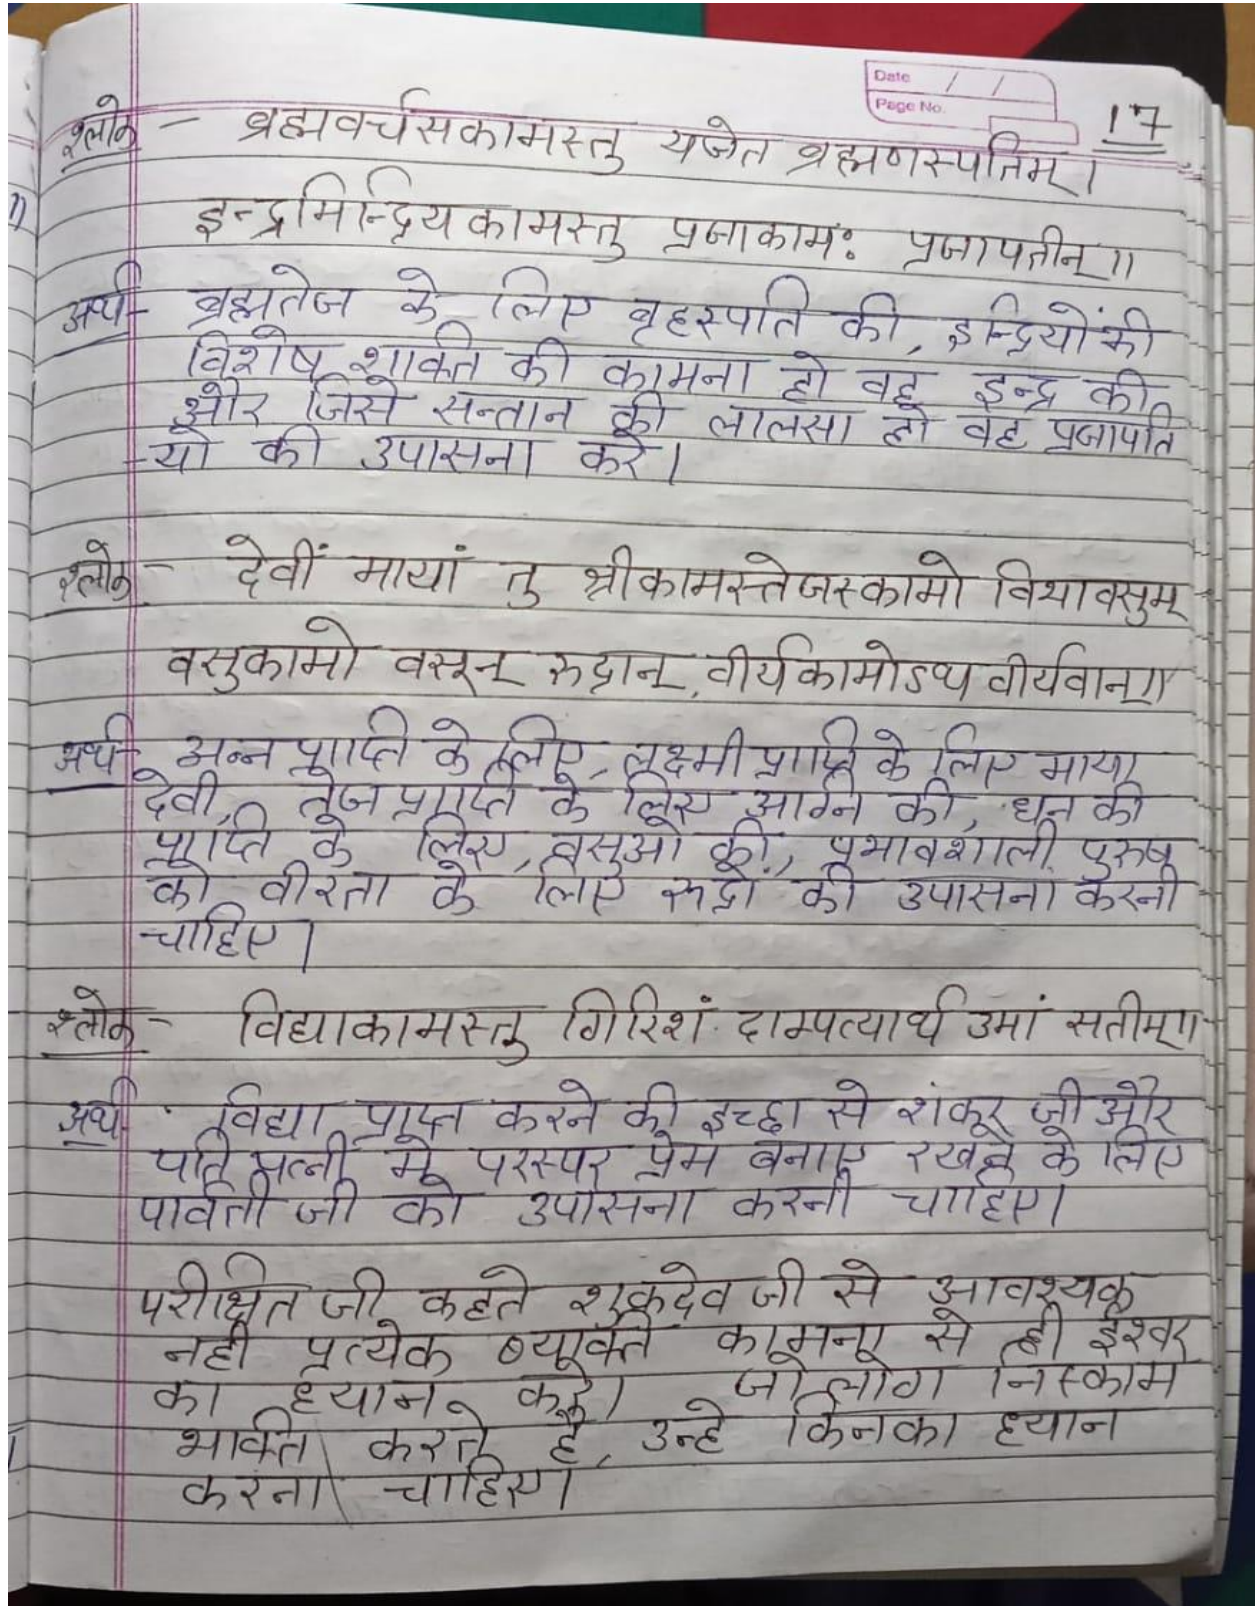 Date / /
Page No.
17
श्लोक - ब्रह्मवर्चसकामस्तु यजेत ब्रह्मणस्पतिम्।
इन्द्रमिन्द्रियकामस्तु प्रजाकामः प्रजापतीन्॥
अर्थ- ब्रह्मतेज के लिए बृहस्पति की, इन्द्रियों की
विशेष शक्ति की कामना हो वह इन्द्र की
और जिसे सन्तान की लालसा हो वह प्रजापति
यो की उपासना करे।
श्लोक - देवीं मायां तु श्रीकामस्तेजस्कामो विभावसुम्
वसुकामो वसून् रुद्रान् वीर्यकामोऽथ वीर्यवान्॥
अर्थ- अन्न प्राप्ति के लिए, लक्ष्मी प्राप्ति के लिए माया
देवी, तेज प्राप्ति के लिए अग्नि की, धन की
प्राप्ति के लिए, वसुओ की, प्रभावशाली पुरुष
को वीरता के लिए रुद्रों की उपासना करनी
चाहिए।
श्लोक - विद्याकामस्तु गिरिशं दाम्पत्यार्थ उमां सतीम्॥
अर्थ - विद्या प्राप्त करने की इच्छा से शंकर जी और
पति पत्नी मे परस्पर प्रेम बनाए रखने के लिए
पार्वती जी की उपासना करनी चाहिए।
परीक्षित जी कहते शुकदेव जी से आवश्यक
नही प्रत्येक कामना से ही ईश्वर
का ध्यान करे। जो लोग निस्काम
भक्ति करते है, उन्हे किनका ध्यान
करना चाहिए।